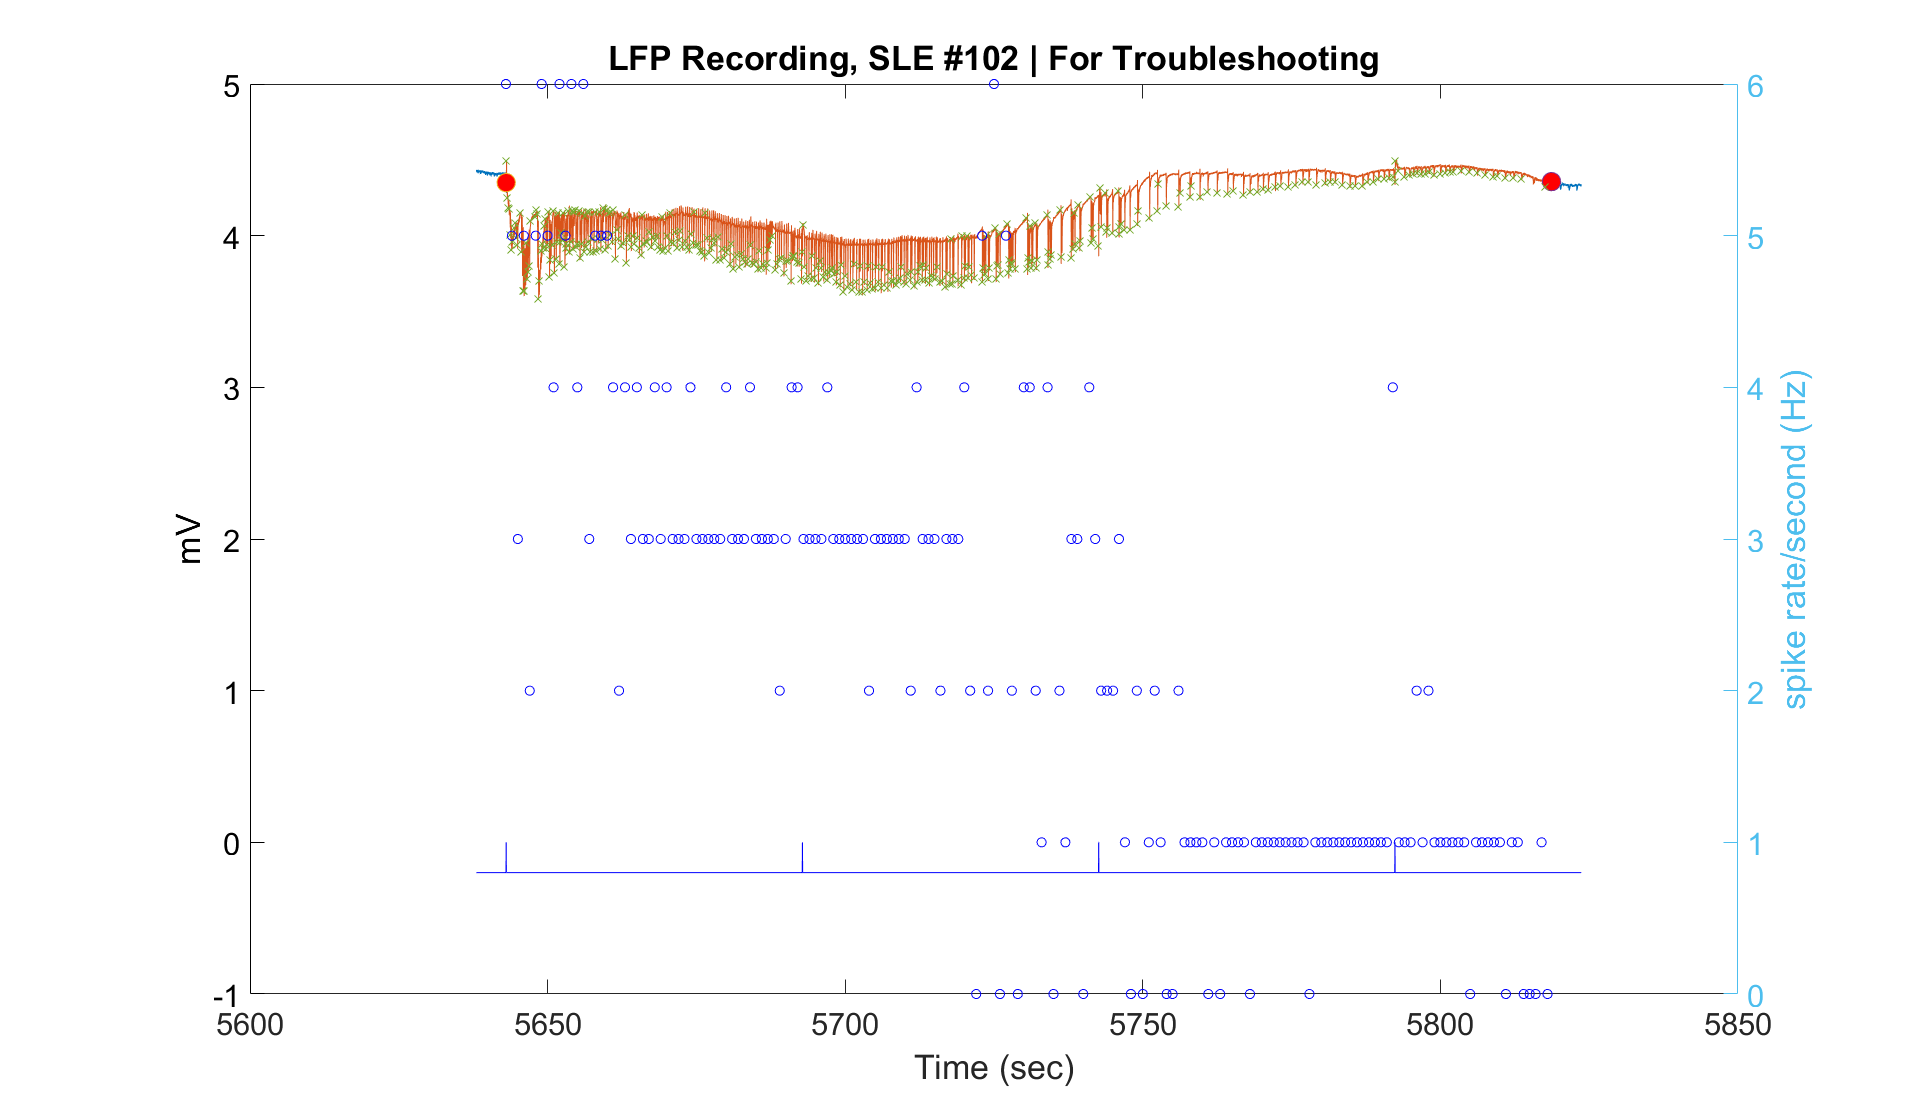 LFP Recording, SLE #102 | For Troubleshooting
5
4
3
2
1
0
-1
mV
6
5
4
3
2
1
0
spike rate/second (Hz)
5600 5650 5700 5750 5800 5850
Time (sec)